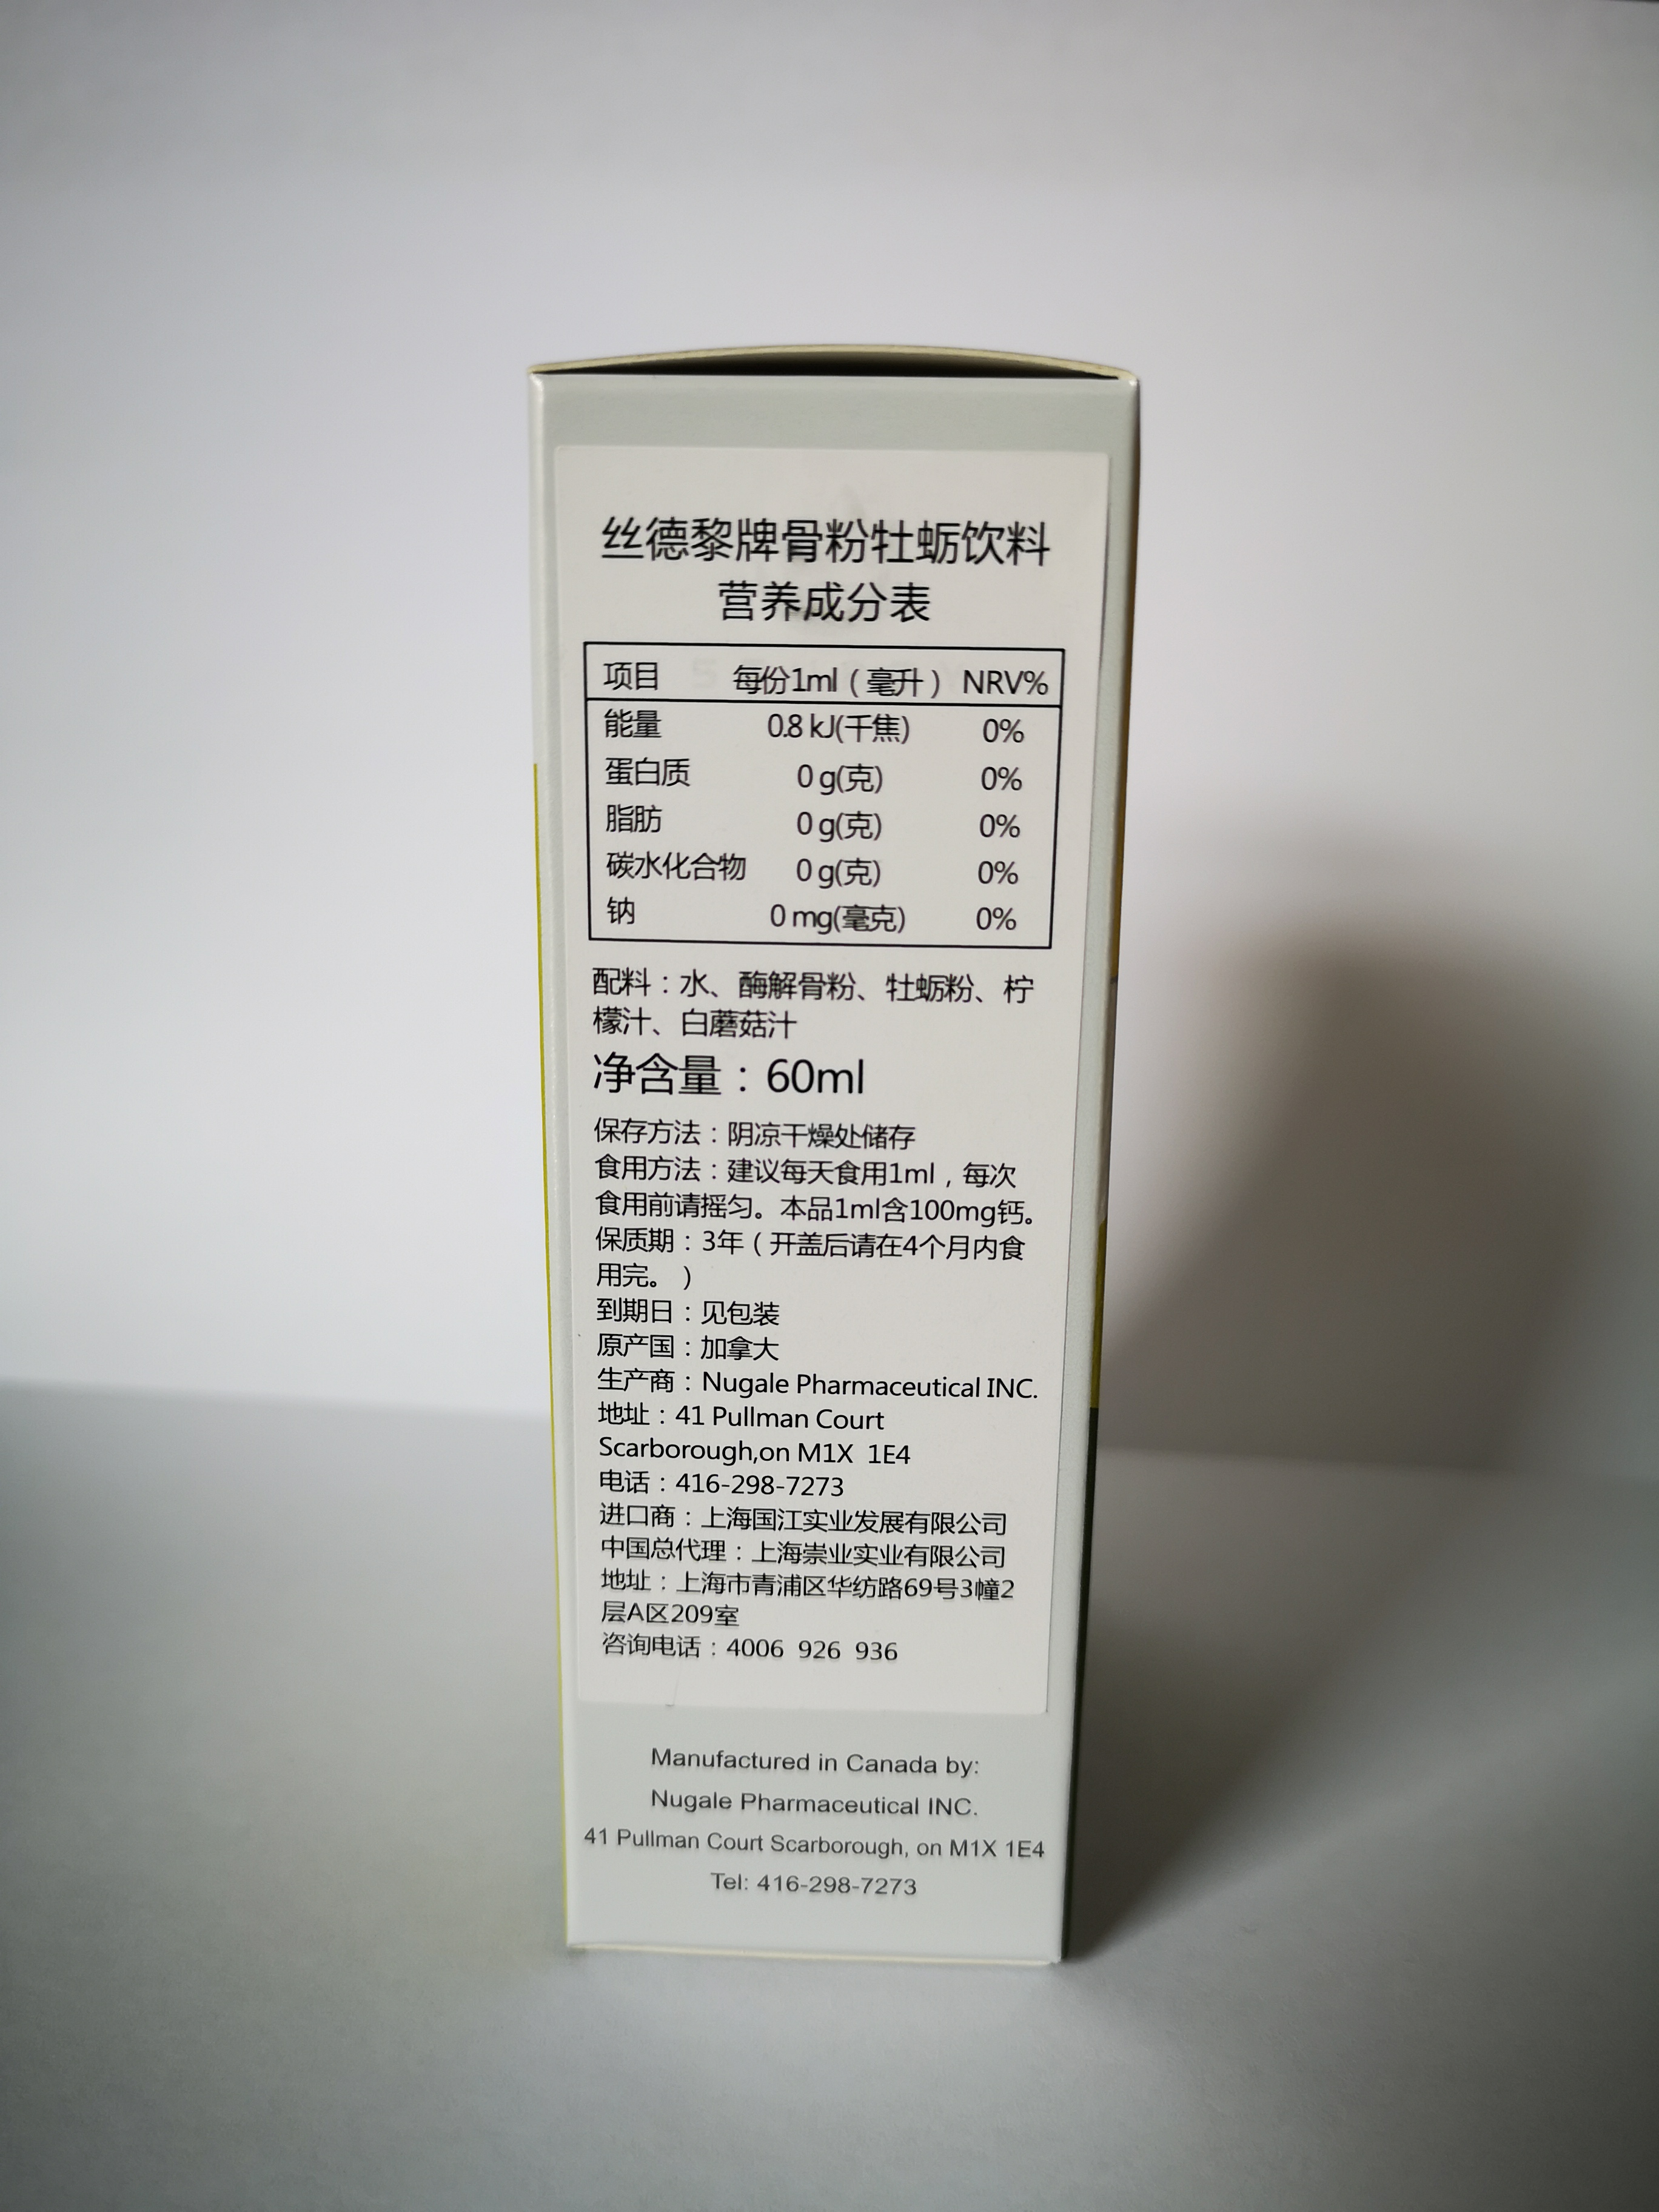 丝德黎牌骨粉牡蛎饮料
营养成分表
项目 每份1ml（毫升） NRV%
能量 0.8 kJ(千焦) 0%
蛋白质 0 g(克) 0%
脂肪 0 g(克) 0%
碳水化合物 0 g(克) 0%
钠 0 mg(毫克) 0%
配料：水、酶解骨粉、牡蛎粉、柠
檬汁、白蘑菇汁
净含量：60ml
保存方法：阴凉干燥处储存
食用方法：建议每天食用1ml，每次
食用前请摇匀。本品1ml含100mg钙。
保质期：3年（开盖后请在4个月内食
用完。）
到期日：见包装
原产国：加拿大
生产商：Nugale Pharmaceutical INC.
地址：41 Pullman Court
Scarborough,on M1X 1E4
电话：416-298-7273
进口商：上海国江实业发展有限公司
中国总代理：上海崇业实业有限公司
地址：上海市青浦区华纺路69号3幢2
层A区209室
咨询电话：4006 926 936
Manufactured in Canada by:
Nugale Pharmaceutical INC.
41 Pullman Court Scarborough, on M1X 1E4
Tel: 416-298-7273